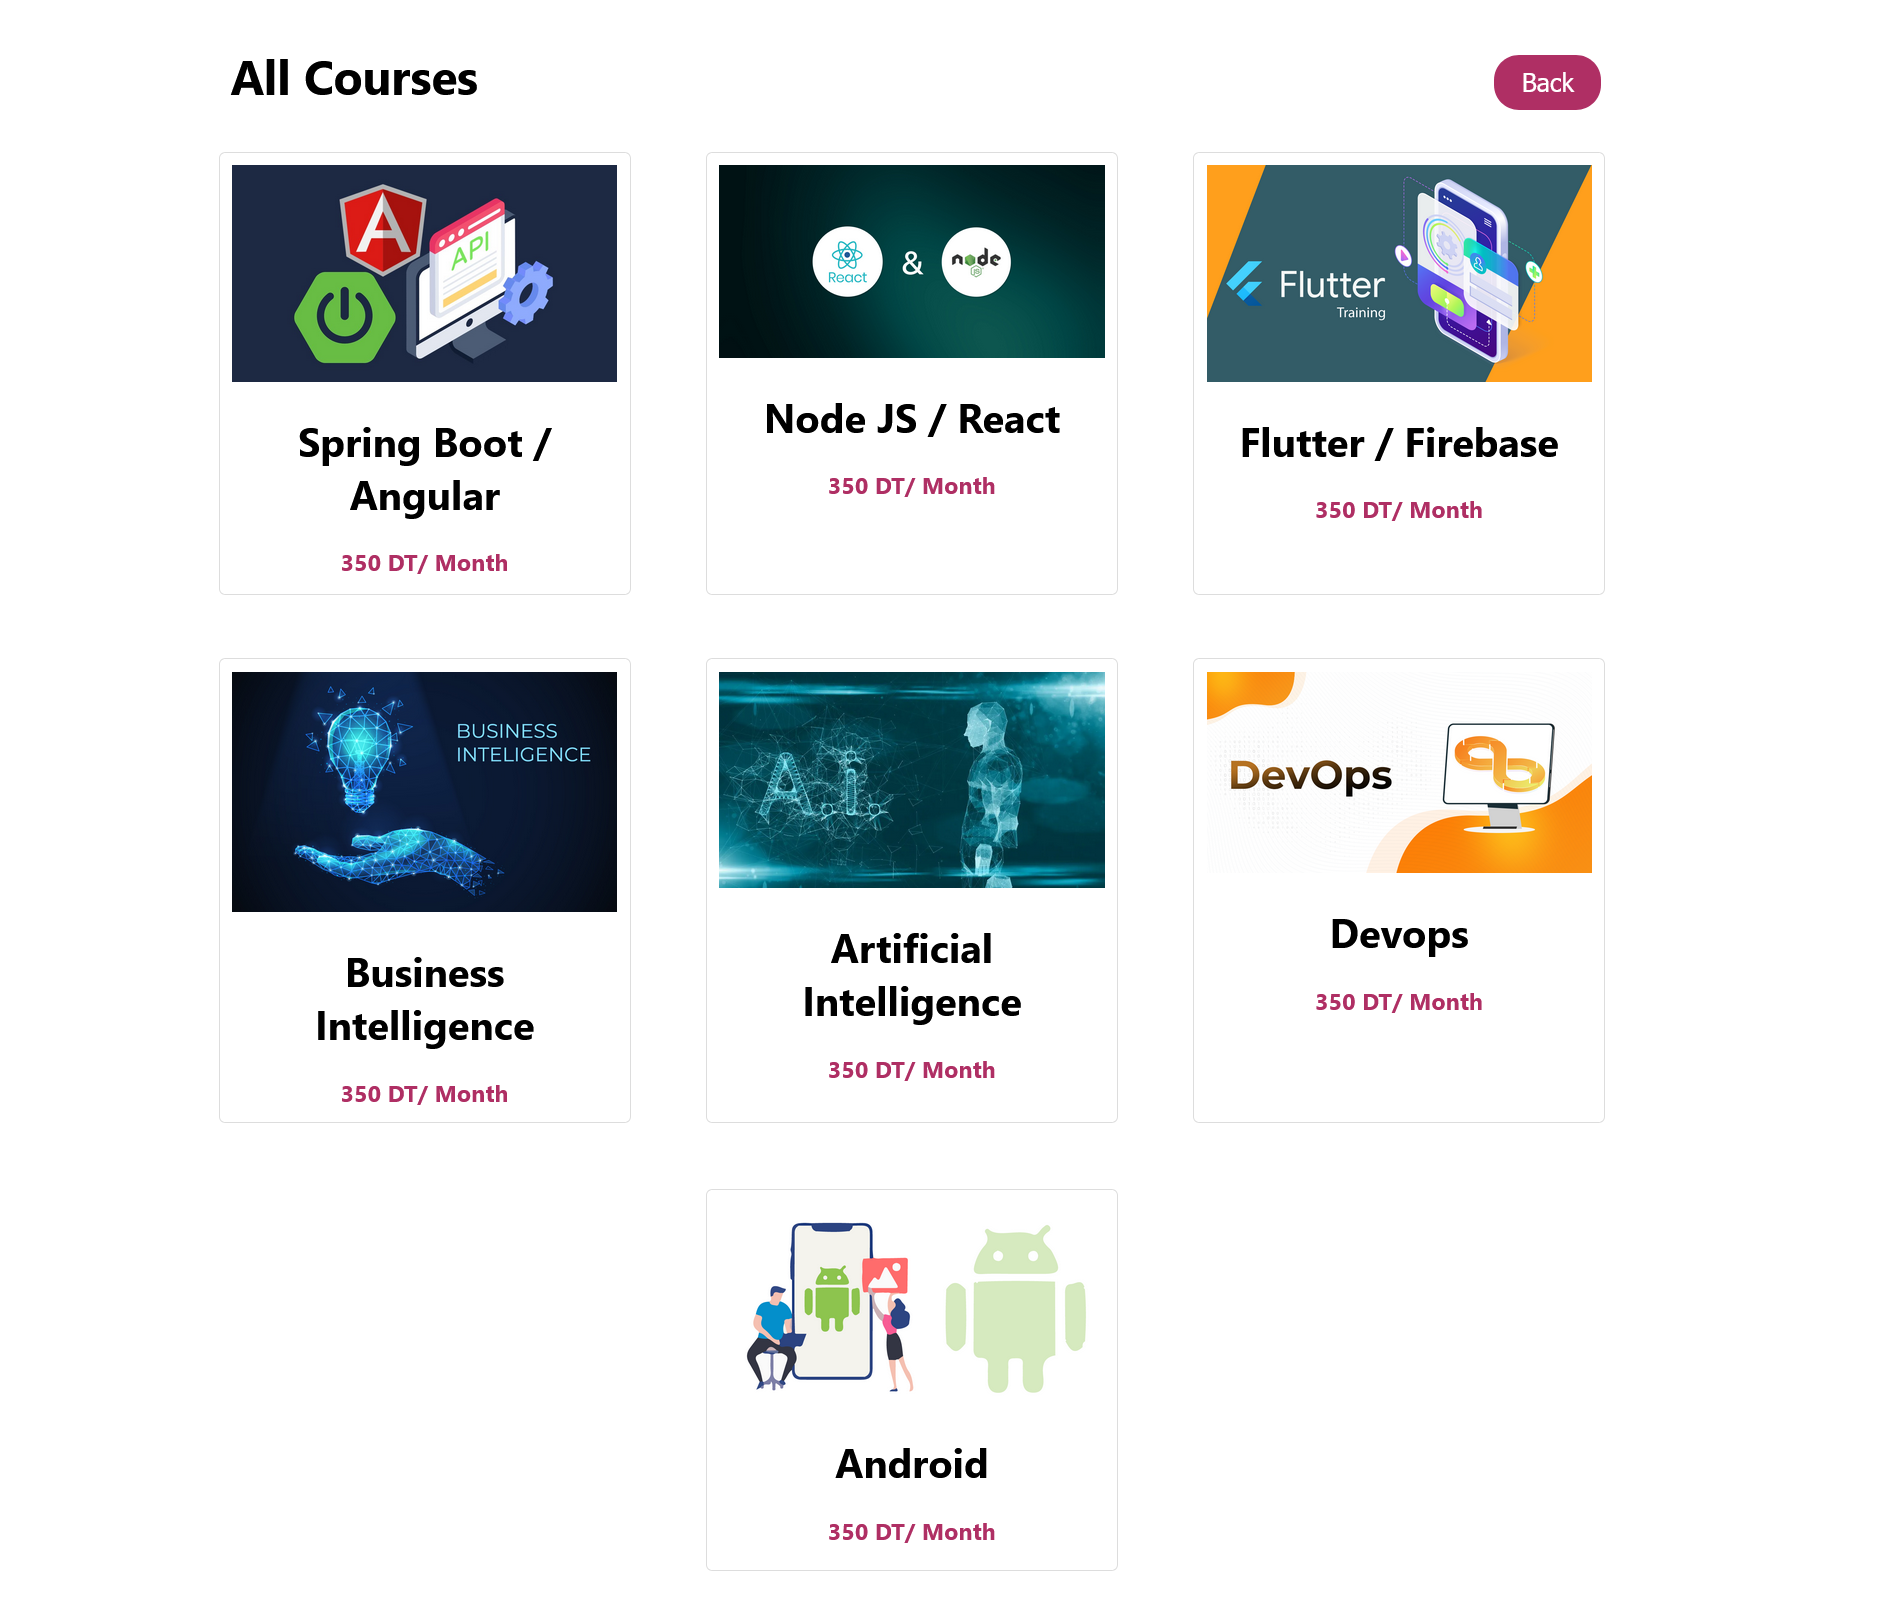 All Courses
Back
API
Spring Boot /
Angular
350 DT/ Month
React
&
node
JS
Node JS / React
350 DT/ Month
Flutter
Training
Flutter / Firebase
350 DT/ Month
BUSINESS
INTELIGENCE
Business
Intelligence
350 DT/ Month
A.I.
Artificial
Intelligence
350 DT/ Month
DevOps
Devops
350 DT/ Month
Android
350 DT/ Month